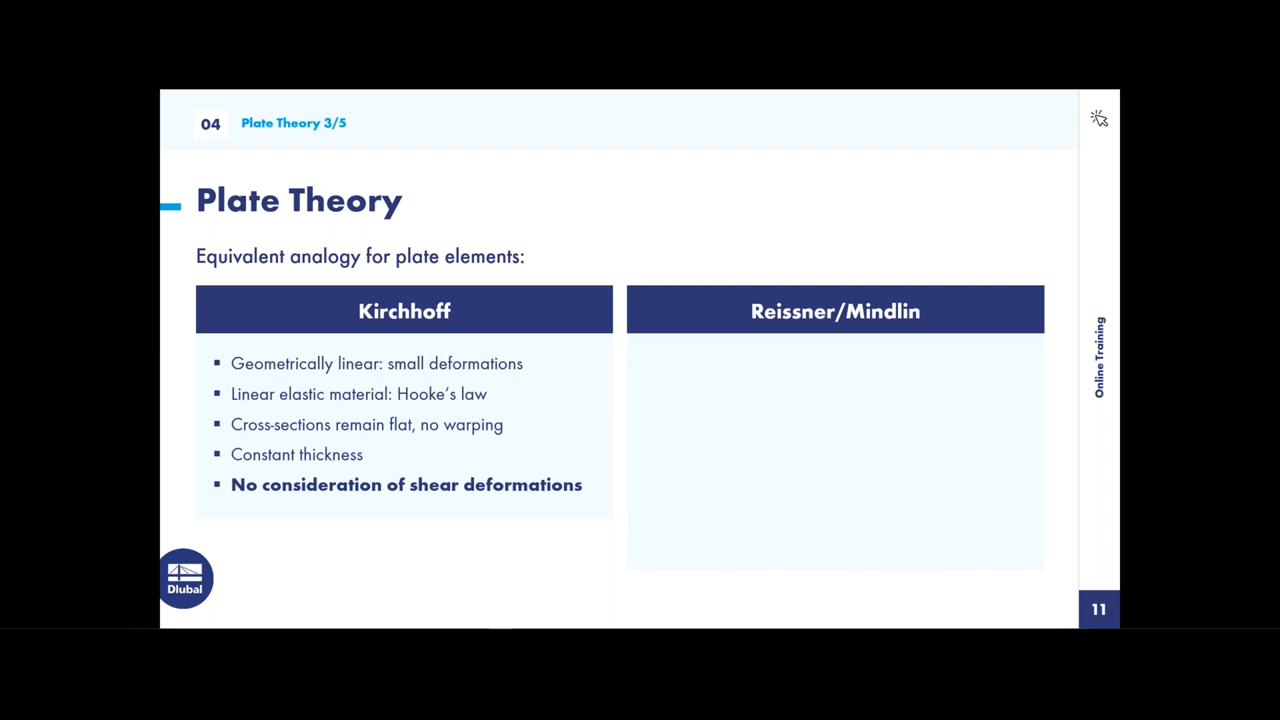 04
Plate Theory 3/5
Plate Theory
Equivalent analogy for plate elements:
Kirchhoff
▪ Geometrically linear: small deformations
▪ Linear elastic material: Hooke’s law
▪ Cross-sections remain flat, no warping
▪ Constant thickness
▪ No consideration of shear deformations
Reissner/Mindlin
Online Training
Dlubal
11